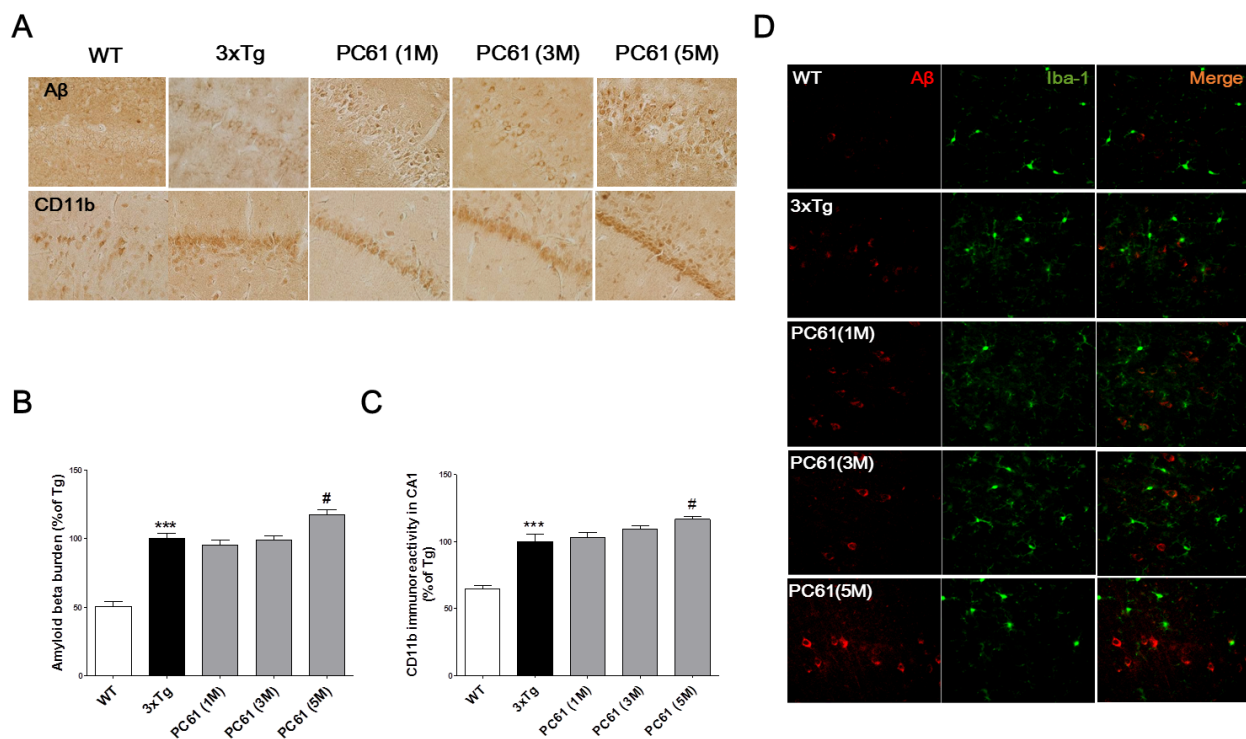 A
WT
3xTg
PC61 (1M)
PC61 (3M)
PC61 (5M)
Aβ
CD11b
B
Amyloid beta burden (%of Tg)
150
100
50
0
***
#
WT
3xTg
PC61 (1M)
PC61 (3M)
PC61 (5M)
C
CD11b immunoreactivity in CA1
(%of Tg)
150
100
50
0
***
#
WT
3xTg
PC61 (1M)
PC61 (3M)
PC61 (5M)
D
WT
Aβ
Iba-1
Merge
3xTg
PC61(1M)
PC61(3M)
PC61(5M)